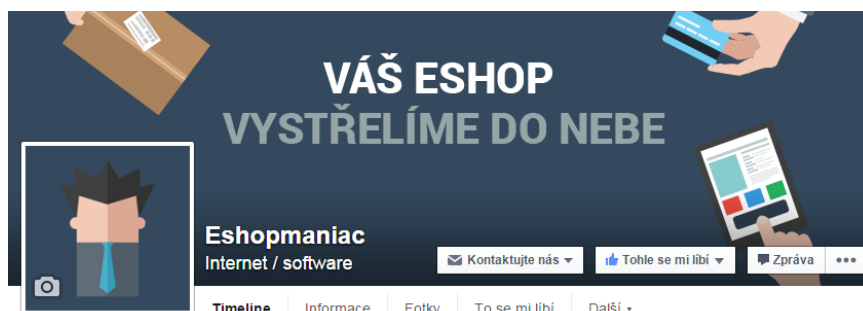 VÁŠ ESHOP
VYSTŘELÍME DO NEBE
Eshopmaniac
Internet / software
Kontaktujte nás
Tohle se mi líbí
Zpráva
Timeline Informace Fotky To se mi líbí Další